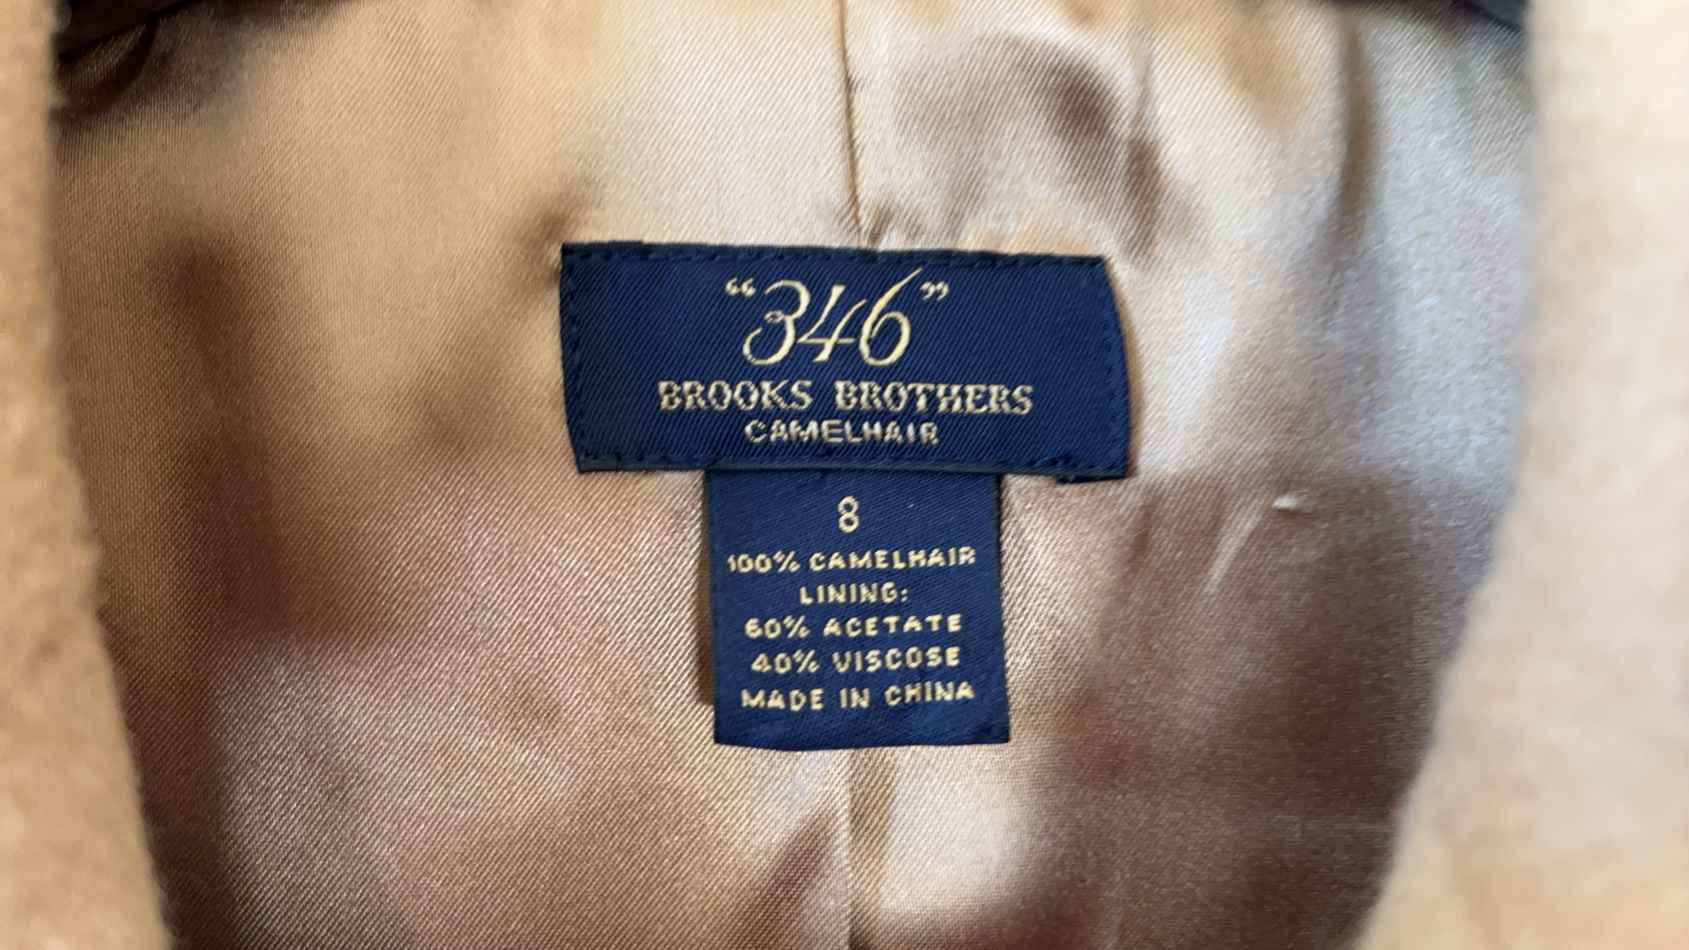 “346”
BROOKS BROTHERS
CAMELHAIR
8
100% CAMELHAIR
LINING:
60% ACETATE
40% VISCOSE
MADE IN CHINA